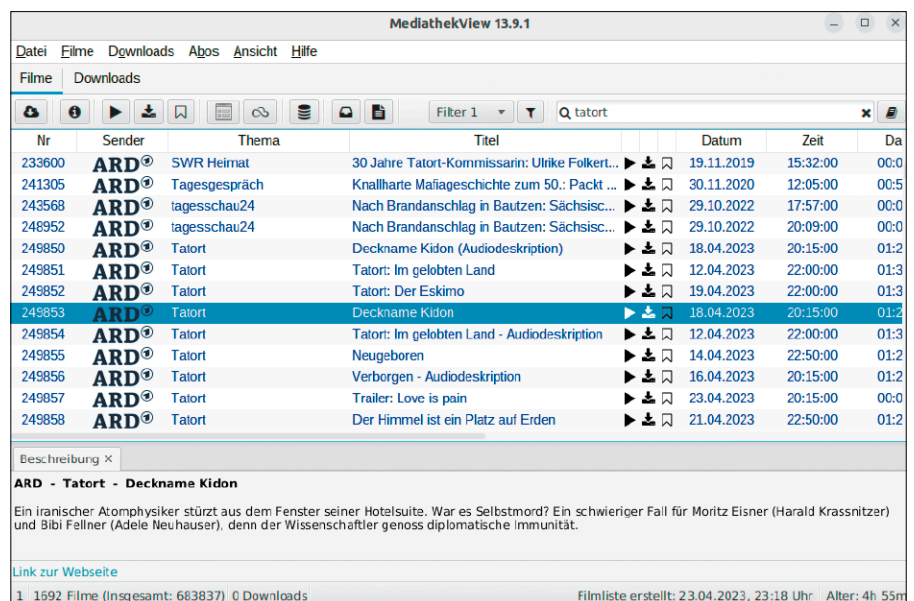 MediathekView 13.9.1
Datei Filme Downloads Abos Ansicht Hilfe
Filme Downloads
Filter 1 tatort
Nr Sender Thema Titel Datum Zeit Da
233600 ARD SWR Heimat 30 Jahre Tatort-Kommissarin: Ulrike Folkert... 19.11.2019 15:32:00 00:0
241305 ARD Tagesgespräch Knallharte Mafiageschichte zum 50.: Packt ... 30.11.2020 12:05:00 00:5
243568 ARD tagesschau24 Nach Brandanschlag in Bautzen: Sächsisc... 29.10.2022 17:57:00 00:0
248952 ARD tagesschau24 Nach Brandanschlag in Bautzen: Sächsisc... 29.10.2022 20:09:00 00:0
249850 ARD Tatort Deckname Kidon (Audiodeskription) 18.04.2023 20:15:00 01:2
249851 ARD Tatort Tatort: Im gelobten Land 12.04.2023 22:00:00 01:3
249852 ARD Tatort Tatort: Der Eskimo 19.04.2023 22:00:00 01:3
249853 ARD Tatort Deckname Kidon 18.04.2023 20:15:00 01:2
249854 ARD Tatort Tatort: Im gelobten Land - Audiodeskription 12.04.2023 22:00:00 01:3
249855 ARD Tatort Neugeboren 14.04.2023 22:50:00 01:2
249856 ARD Tatort Verborgen - Audiodeskription 16.04.2023 20:15:00 01:2
249857 ARD Tatort Trailer: Love is pain 23.04.2023 20:15:00 00:0
249858 ARD Tatort Der Himmel ist ein Platz auf Erden 21.04.2023 22:50:00 01:2
Beschreibung ×
ARD - Tatort - Deckname Kidon
Ein iranischer Atomphysiker stürzt aus dem Fenster seiner Hotelsuite. War es Selbstmord? Ein schwieriger Fall für Moritz Eisner (Harald Krassnitzer)
und Bibi Fellner (Adele Neuhauser), denn der Wissenschaftler genoss diplomatische Immunität.
Link zur Webseite
1 1692 Filme (Insgesamt: 683837) 0 Downloads Filmliste erstellt: 23.04.2023, 23:18 Uhr Alter: 4h 55m